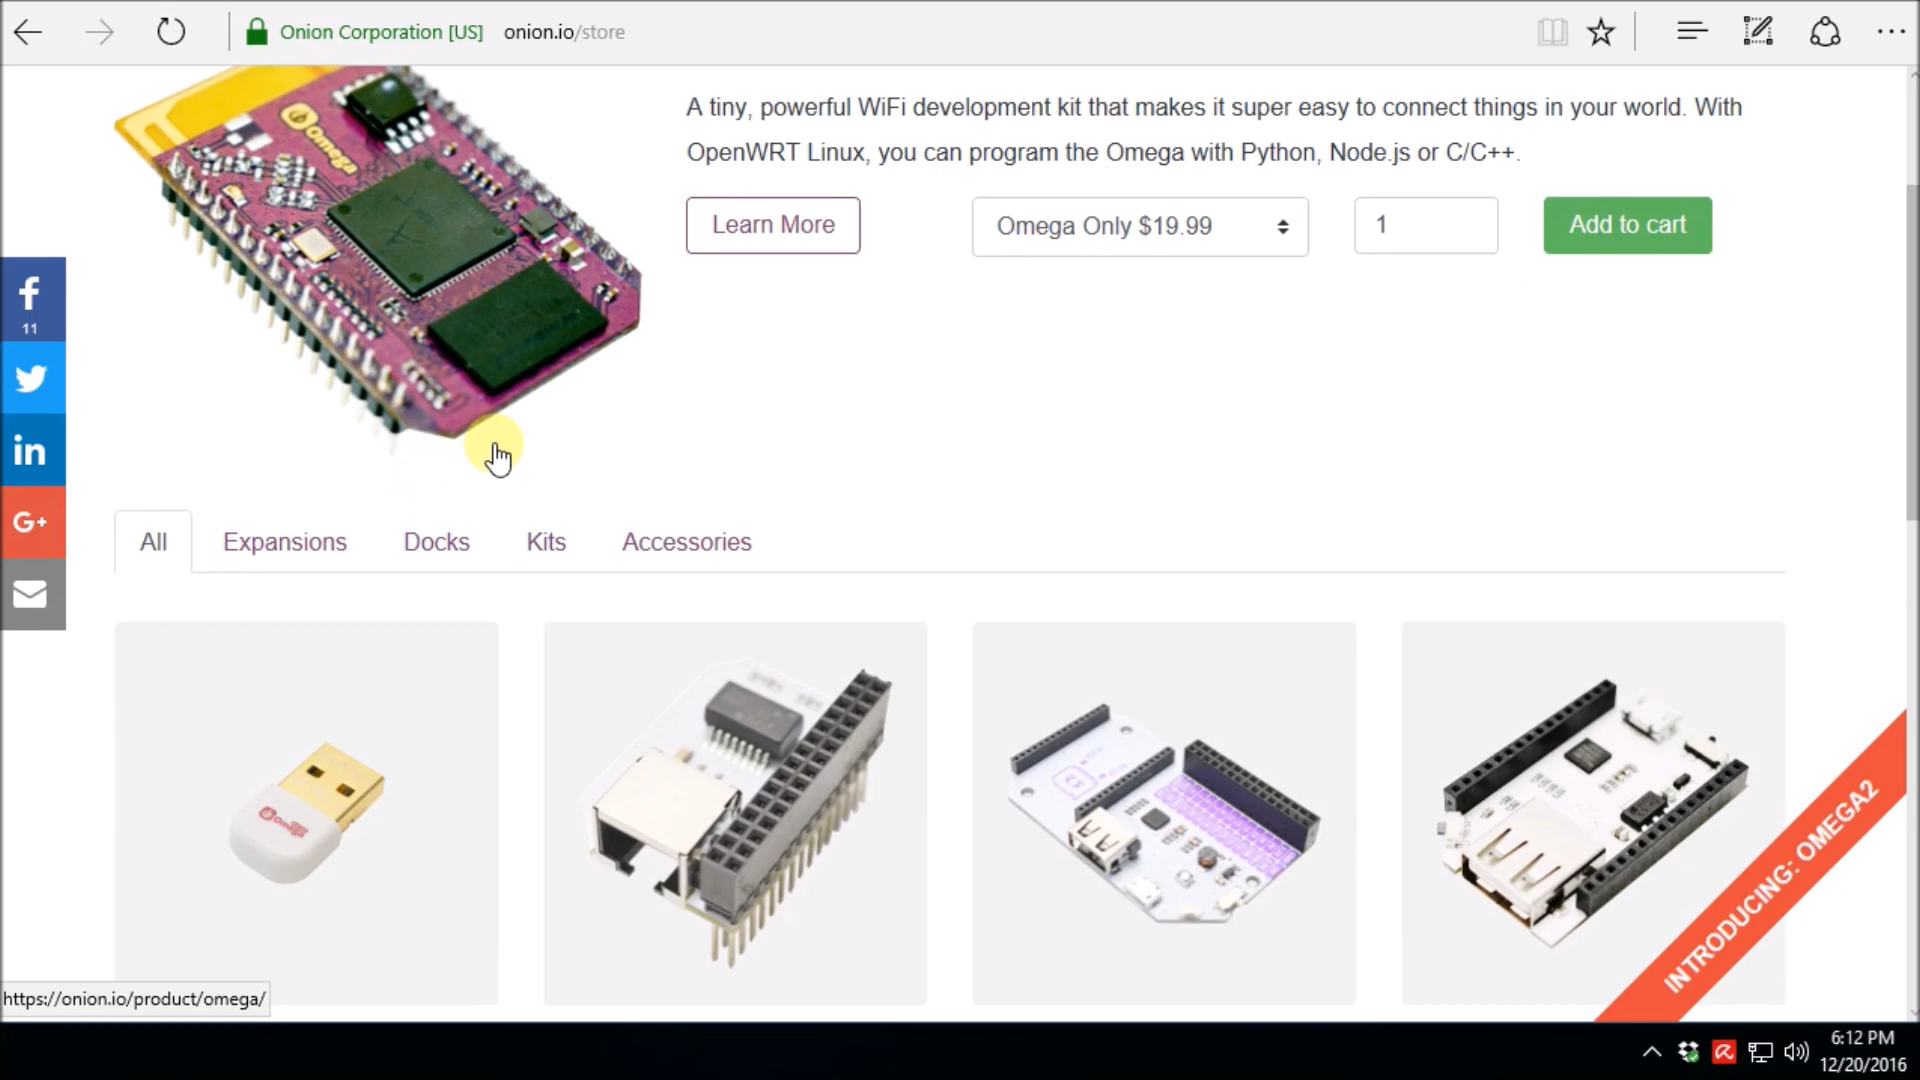 Onion Corporation [US] onion.io/store
Omega
A tiny, powerful WiFi development kit that makes it super easy to connect things in your world. With
OpenWRT Linux, you can program the Omega with Python, Node.js or C/C++.
Learn More
Omega Only $19.99
1
Add to cart
f
11
in
G+
All
Expansions
Docks
Kits
Accessories
Omega
INTRODUCING: OMEGA2
https://onion.io/product/omega/
6:12 PM
12/20/2016